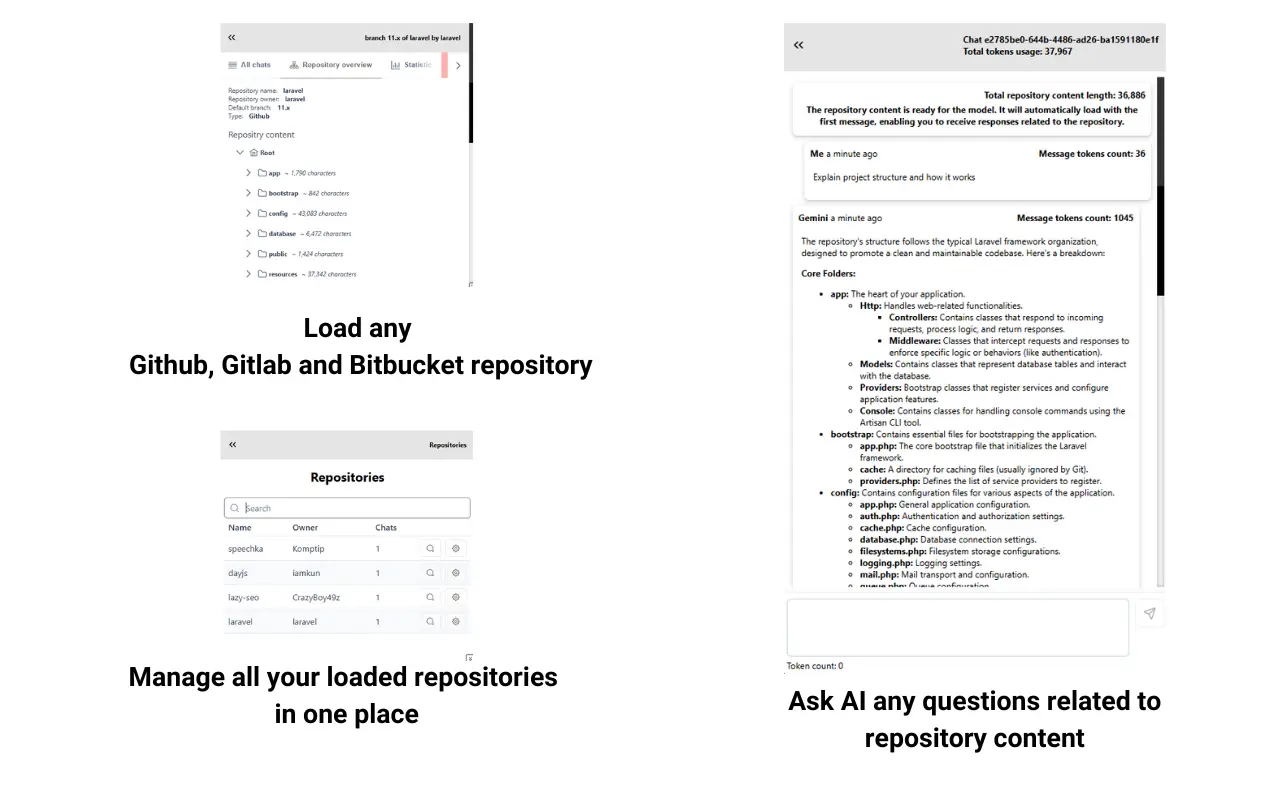 branch 11.x of laravel by laravel
All chats
Repository overview
Statistic
Repository name: laravel
Repository owner: laravel
Default branch: 11.x
Type: Github
Repositry content
Root
app ~ 1,790 characters
bootstrap ~ 842 characters
config ~ 43,083 characters
database ~ 6,472 characters
public ~ 1,424 characters
resources ~ 37,342 characters
Load any
Github, Gitlab and Bitbucket repository
Repositories
Repositories
Search
Name Owner Chats
speechka Komptip 1
dayjs iamkun 1
lazy-seo CrazyBoy49z 1
laravel laravel 1
Manage all your loaded repositories
in one place
Chat e2785be0-644b-4486-ad26-ba1591180e1f
Total tokens usage: 37,967
Total repository content length: 36,886
The repository content is ready for the model. It will automatically load with the
first message, enabling you to receive responses related to the repository.
Me a minute ago Message tokens count: 36
Explain project structure and how it works
Gemini a minute ago Message tokens count: 1045
The repository's structure follows the typical Laravel framework organization,
designed to promote a clean and maintainable codebase. Here's a breakdown:
Core Folders:
app: The heart of your application.
Http: Handles web-related functionalities.
Controllers: Contains classes that respond to incoming
requests, process logic, and return responses.
Middleware: Classes that intercept requests and responses to
enforce specific logic or behaviors (like authentication).
Models: Contains classes that represent database tables and interact
with the database.
Providers: Bootstrap classes that register services and configure
application features.
Console: Contains classes for handling console commands using the
Artisan CLI tool.
bootstrap: Contains essential files for bootstrapping the application.
app.php: The core bootstrap file that initializes the Laravel
framework.
cache: A directory for caching files (usually ignored by Git).
providers.php: Defines the list of service providers to register.
config: Contains configuration files for various aspects of the application.
app.php: General application configuration.
auth.php: Authentication and authorization settings.
cache.php: Cache configuration.
database.php: Database connection settings.
filesystems.php: Filesystem storage configurations.
logging.php: Logging settings.
mail.php: Mail transport and configuration.
queue.php: Queue configuration.
Token count: 0
Ask AI any questions related to
repository content